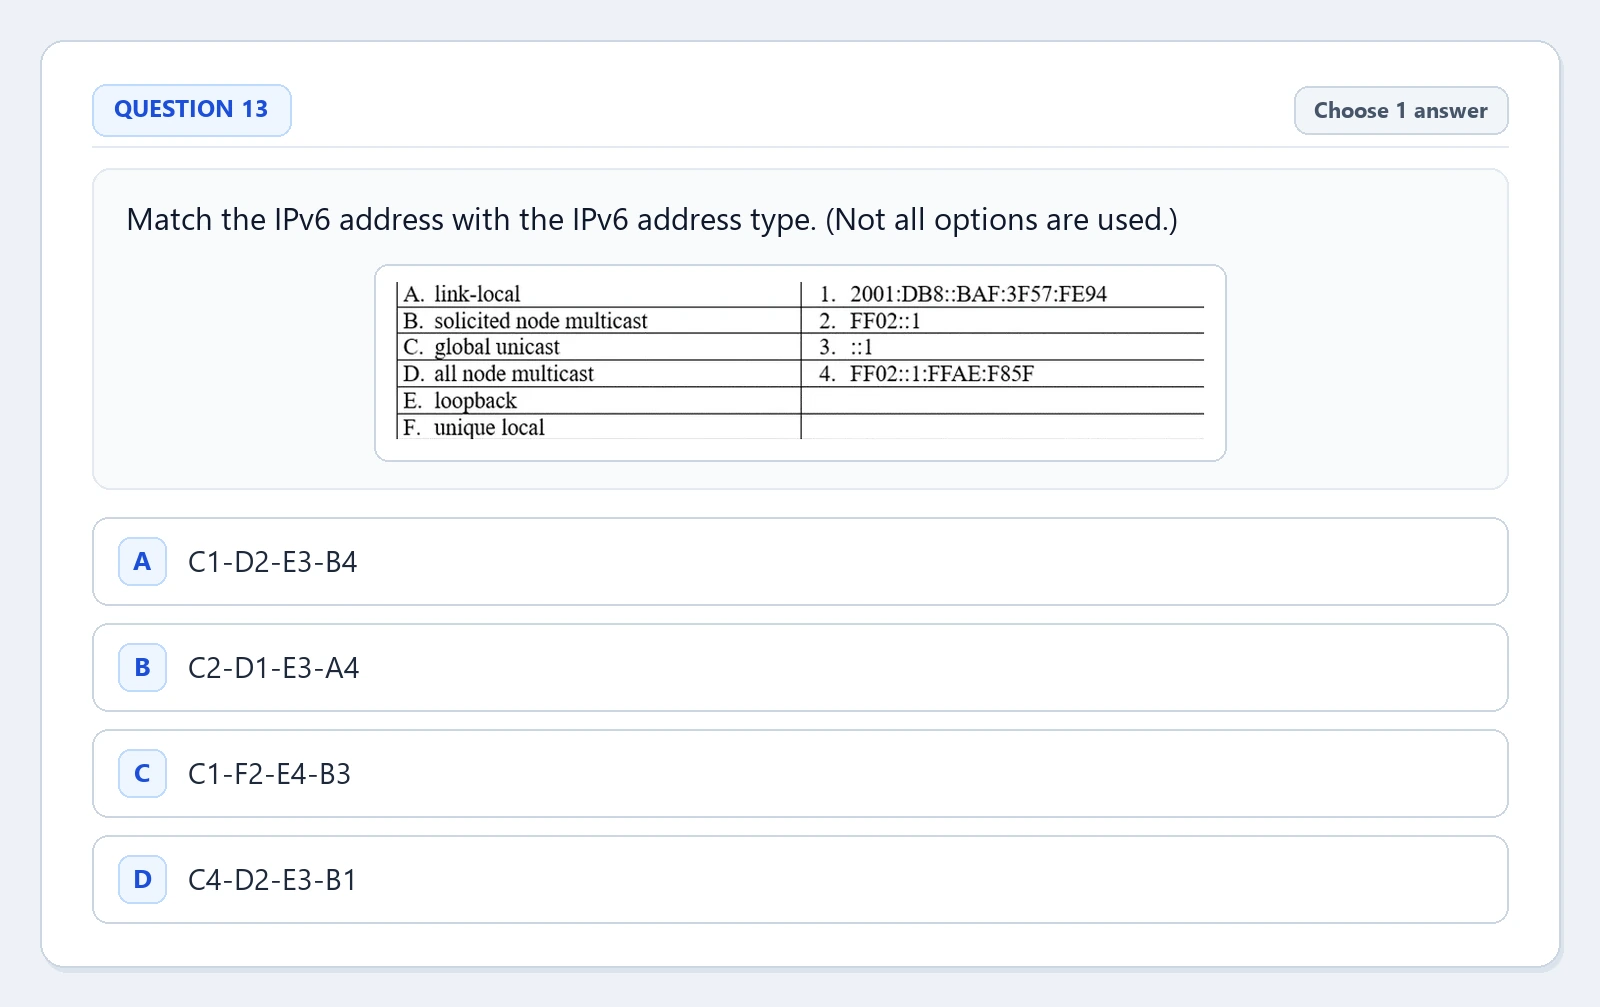 QUESTION 13
Choose 1 answer
Match the IPv6 address with the IPv6 address type. (Not all options are used.)
A. link-local 1. 2001:DB8::BAF:3F57:FE94
B. solicited node multicast 2. FF02::1
C. global unicast 3. ::1
D. all node multicast 4. FF02::1:FFAE:F85F
E. loopback
F. unique local
A C1-D2-E3-B4
B C2-D1-E3-A4
C C1-F2-E4-B3
D C4-D2-E3-B1